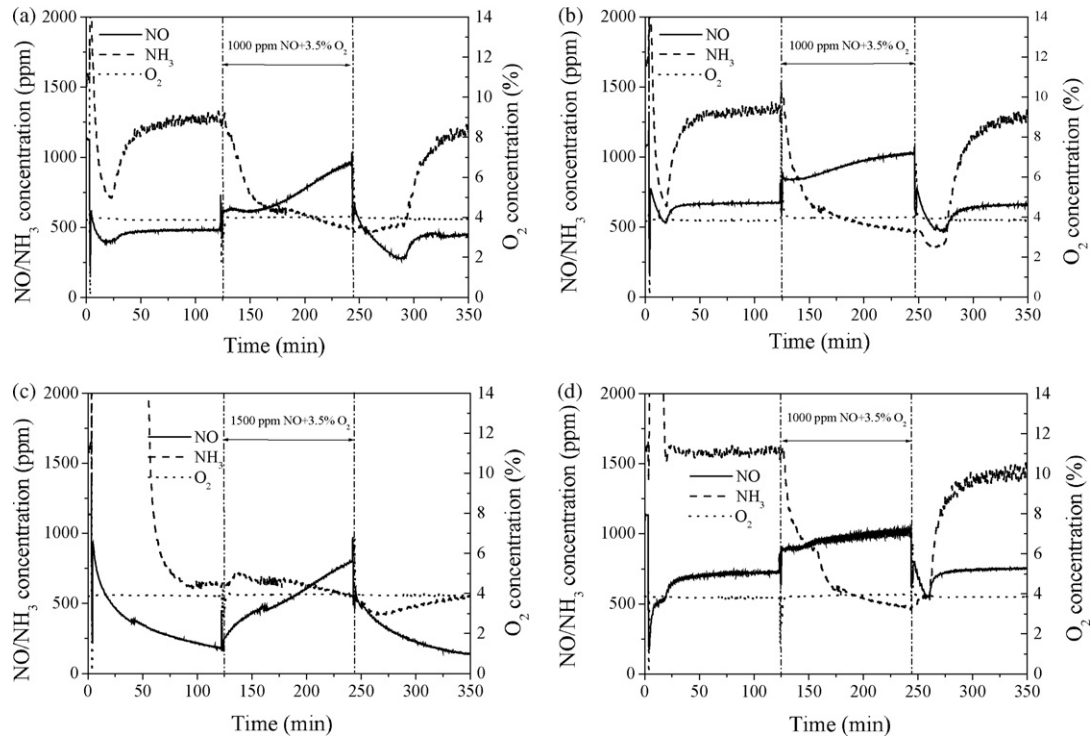 (a)
NO/NH₃ concentration (ppm)
2000
1500
1000
500
0
NO
NH₃
O₂
1000 ppm NO+3.5% O₂
14
12
10
8
6
4
2
0
O₂ concentration (%)
0 50 100 150 200 250 300 350
Time (min)
(b)
NO/NH₃ concentration (ppm)
2000
1500
1000
500
0
NO
NH₃
O₂
1000 ppm NO+3.5% O₂
14
12
10
8
6
4
2
0
O₂ concentration (%)
0 50 100 150 200 250 300 350
Time (min)
(c)
NO/NH₃ concentration (ppm)
2000
1500
1000
500
0
NO
NH₃
O₂
1500 ppm NO+3.5% O₂
14
12
10
8
6
4
2
0
O₂ concentration (%)
0 50 100 150 200 250 300 350
Time (min)
(d)
NO/NH₃ concentration (ppm)
2000
1500
1000
500
0
NO
NH₃
O₂
1000 ppm NO+3.5% O₂
14
12
10
8
6
4
2
0
O₂ concentration (%)
0 50 100 150 200 250 300 350
Time (min)